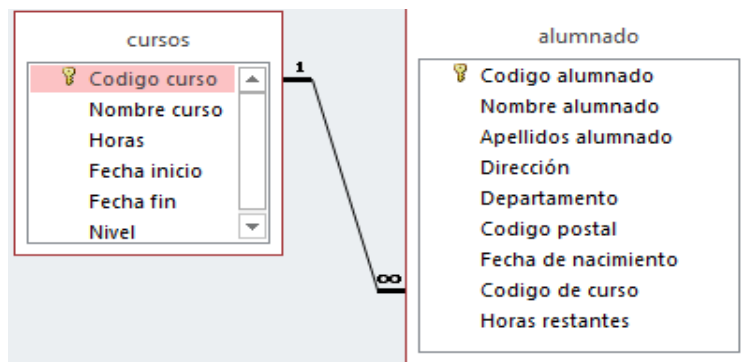 cursos
Codigo curso
Nombre curso
Horas
Fecha inicio
Fecha fin
Nivel
1
∞
alumnado
Codigo alumnado
Nombre alumnado
Apellidos alumnado
Dirección
Departamento
Codigo postal
Fecha de nacimiento
Codigo de curso
Horas restantes